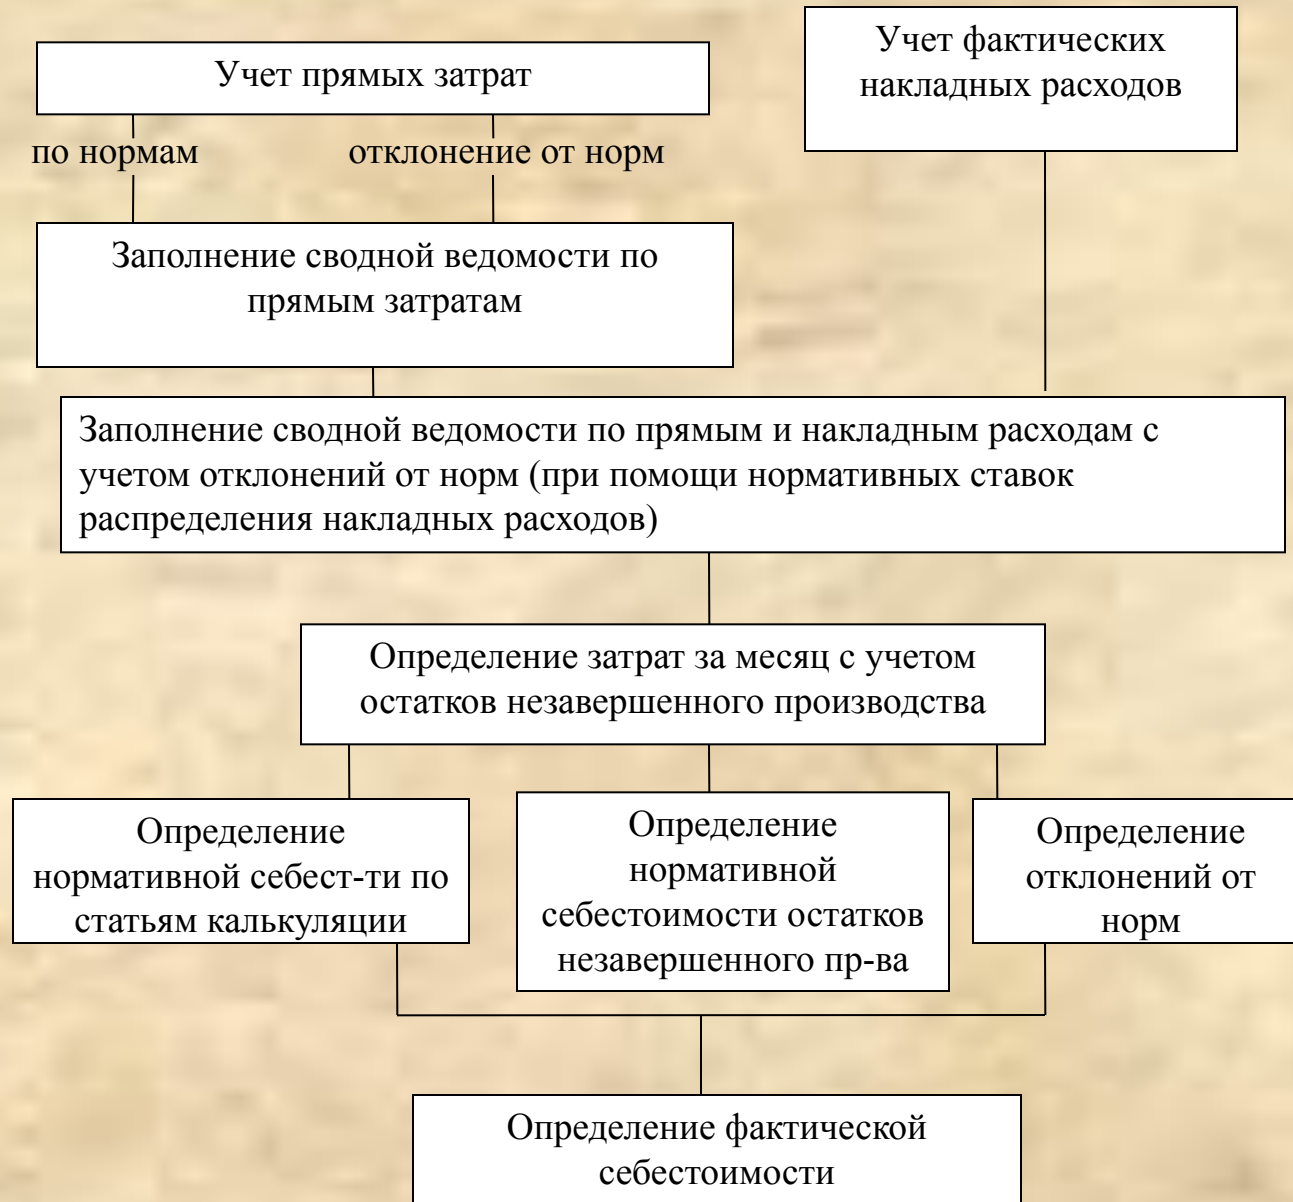 Учет прямых затрат
Учет фактических
накладных расходов
по нормам
отклонение от норм
Заполнение сводной ведомости по
прямым затратам
Заполнение сводной ведомости по прямым и накладным расходам с
учетом отклонений от норм (при помощи нормативных ставок
распределения накладных расходов)
Определение затрат за месяц с учетом
остатков незавершенного производства
Определение
нормативной себест-ти по
статьям калькуляции
Определение
нормативной
себестоимости остатков
незавершенного пр-ва
Определение
отклонений от
норм
Определение фактической
себестоимости